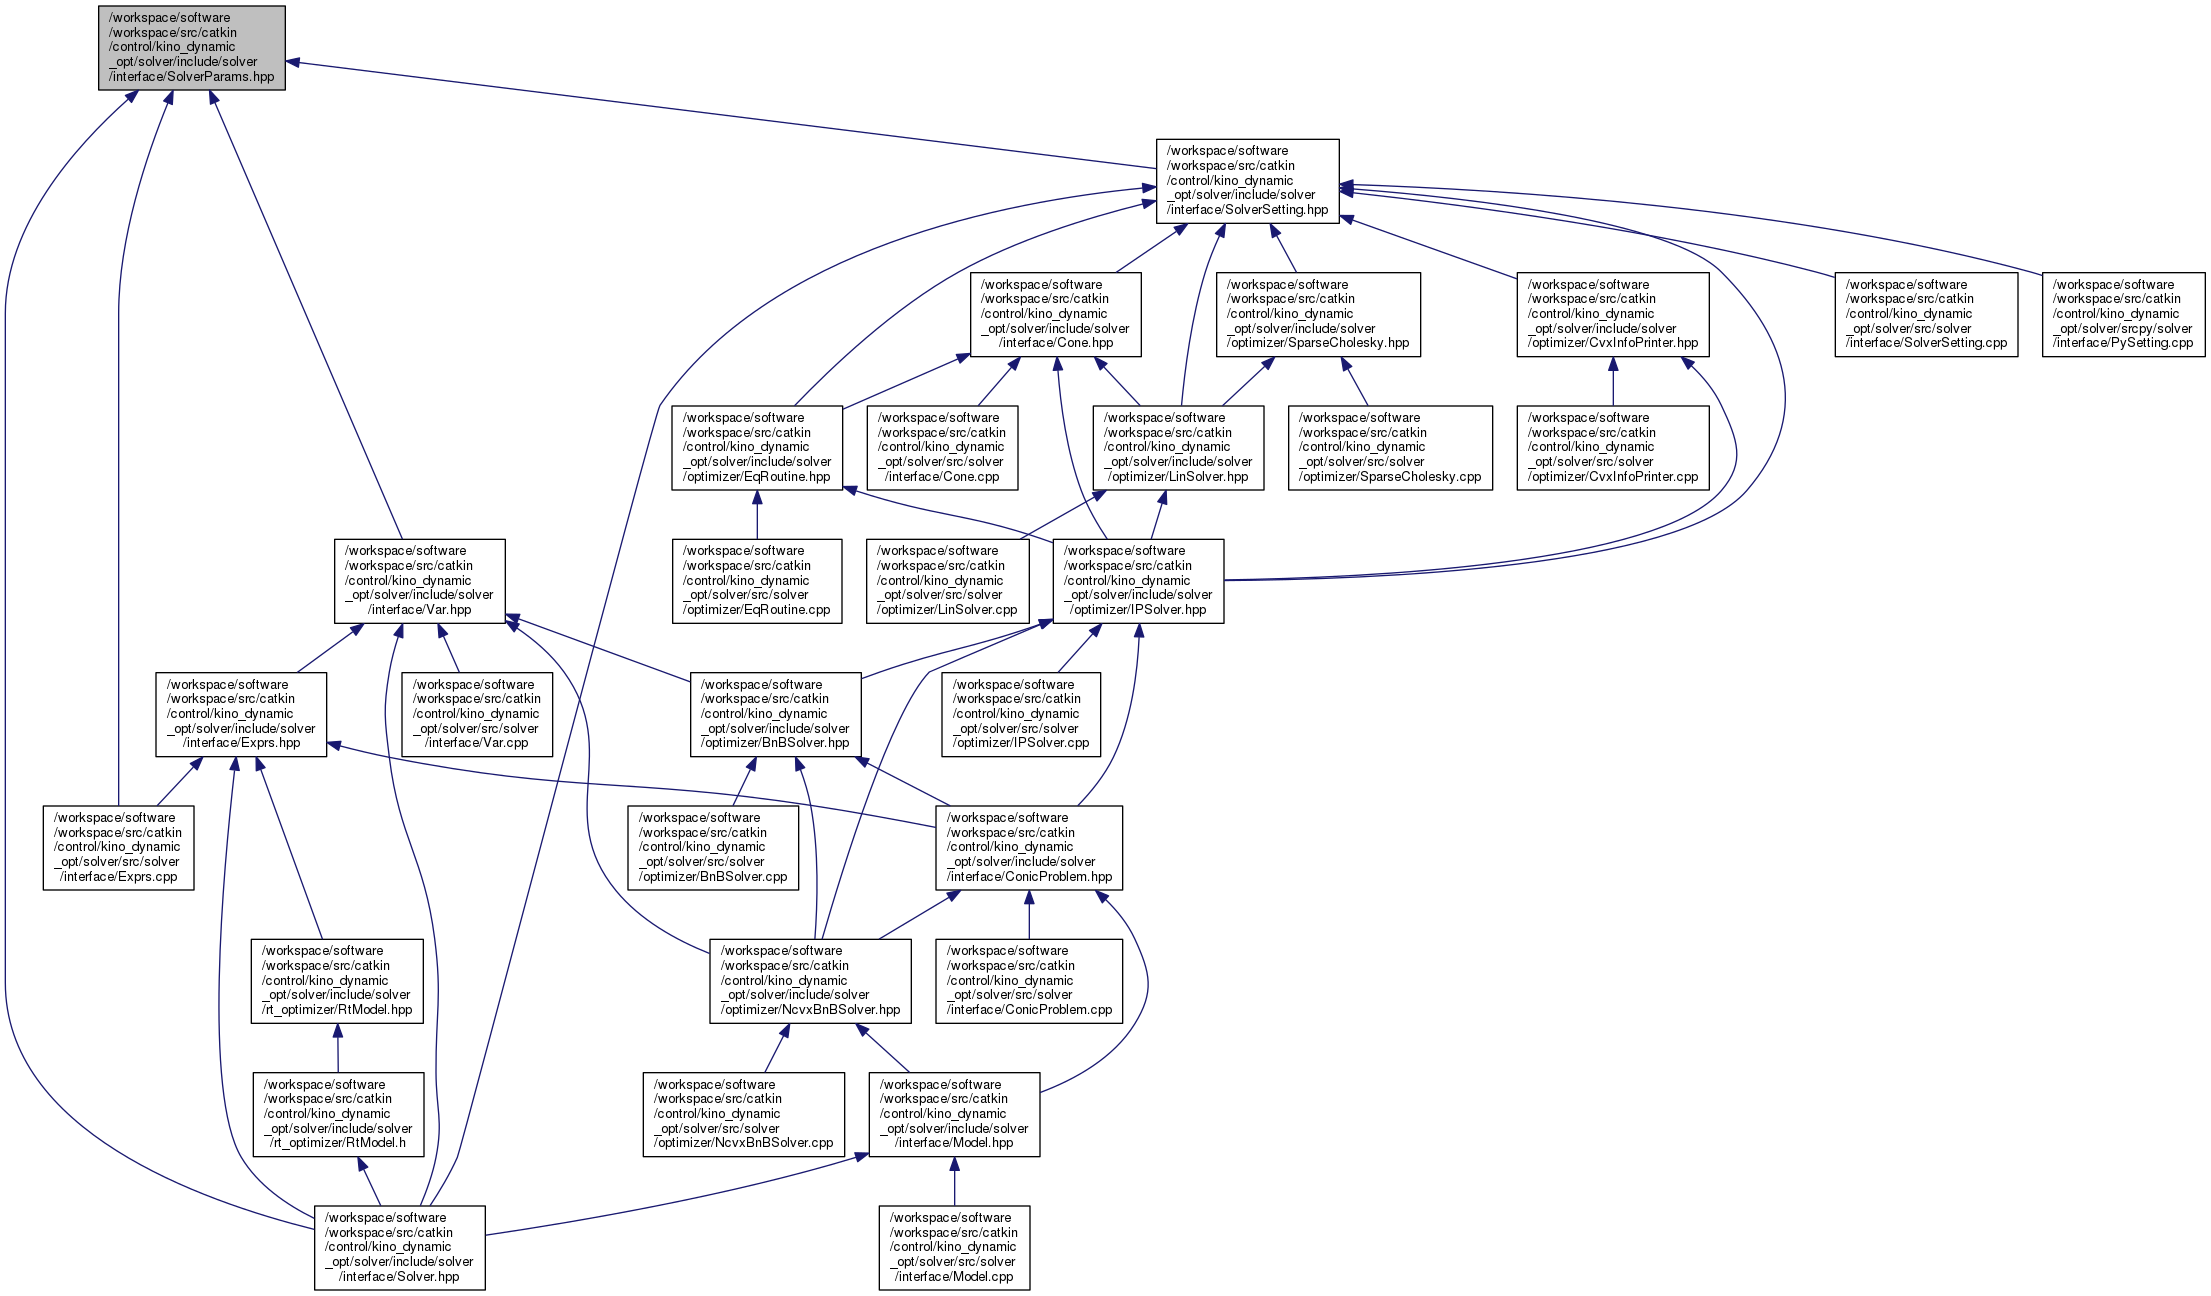 /workspace/software
/workspace/src/catkin
/control/kino_dynamic
_opt/solver/include/solver
/interface/SolverParams.hpp
/workspace/software
/workspace/src/catkin
/control/kino_dynamic
_opt/solver/include/solver
/interface/SolverSetting.hpp
/workspace/software
/workspace/src/catkin
/control/kino_dynamic
_opt/solver/include/solver
/interface/Cone.hpp
/workspace/software
/workspace/src/catkin
/control/kino_dynamic
_opt/solver/include/solver
/optimizer/SparseCholesky.hpp
/workspace/software
/workspace/src/catkin
/control/kino_dynamic
_opt/solver/include/solver
/optimizer/CvxInfoPrinter.hpp
/workspace/software
/workspace/src/catkin
/control/kino_dynamic
_opt/solver/src/solver
/interface/SolverSetting.cpp
/workspace/software
/workspace/src/catkin
/control/kino_dynamic
_opt/solver/srcpy/solver
/interface/PySetting.cpp
/workspace/software
/workspace/src/catkin
/control/kino_dynamic
_opt/solver/include/solver
/optimizer/EqRoutine.hpp
/workspace/software
/workspace/src/catkin
/control/kino_dynamic
_opt/solver/src/solver
/interface/Cone.cpp
/workspace/software
/workspace/src/catkin
/control/kino_dynamic
_opt/solver/include/solver
/optimizer/LinSolver.hpp
/workspace/software
/workspace/src/catkin
/control/kino_dynamic
_opt/solver/src/solver
/optimizer/SparseCholesky.cpp
/workspace/software
/workspace/src/catkin
/control/kino_dynamic
_opt/solver/src/solver
/optimizer/CvxInfoPrinter.cpp
/workspace/software
/workspace/src/catkin
/control/kino_dynamic
_opt/solver/include/solver
/interface/Var.hpp
/workspace/software
/workspace/src/catkin
/control/kino_dynamic
_opt/solver/src/solver
/optimizer/EqRoutine.cpp
/workspace/software
/workspace/src/catkin
/control/kino_dynamic
_opt/solver/src/solver
/optimizer/LinSolver.cpp
/workspace/software
/workspace/src/catkin
/control/kino_dynamic
_opt/solver/include/solver
/optimizer/IPSolver.hpp
/workspace/software
/workspace/src/catkin
/control/kino_dynamic
_opt/solver/include/solver
/interface/Exprs.hpp
/workspace/software
/workspace/src/catkin
/control/kino_dynamic
_opt/solver/src/solver
/interface/Var.cpp
/workspace/software
/workspace/src/catkin
/control/kino_dynamic
_opt/solver/include/solver
/optimizer/BnBSolver.hpp
/workspace/software
/workspace/src/catkin
/control/kino_dynamic
_opt/solver/src/solver
/optimizer/IPSolver.cpp
/workspace/software
/workspace/src/catkin
/control/kino_dynamic
_opt/solver/src/solver
/interface/Exprs.cpp
/workspace/software
/workspace/src/catkin
/control/kino_dynamic
_opt/solver/src/solver
/optimizer/BnBSolver.cpp
/workspace/software
/workspace/src/catkin
/control/kino_dynamic
_opt/solver/include/solver
/interface/ConicProblem.hpp
/workspace/software
/workspace/src/catkin
/control/kino_dynamic
_opt/solver/include/solver
/rt_optimizer/RtModel.hpp
/workspace/software
/workspace/src/catkin
/control/kino_dynamic
_opt/solver/include/solver
/optimizer/NcvxBnBSolver.hpp
/workspace/software
/workspace/src/catkin
/control/kino_dynamic
_opt/solver/src/solver
/interface/ConicProblem.cpp
/workspace/software
/workspace/src/catkin
/control/kino_dynamic
_opt/solver/include/solver
/rt_optimizer/RtModel.h
/workspace/software
/workspace/src/catkin
/control/kino_dynamic
_opt/solver/src/solver
/optimizer/NcvxBnBSolver.cpp
/workspace/software
/workspace/src/catkin
/control/kino_dynamic
_opt/solver/include/solver
/interface/Model.hpp
/workspace/software
/workspace/src/catkin
/control/kino_dynamic
_opt/solver/include/solver
/interface/Solver.hpp
/workspace/software
/workspace/src/catkin
/control/kino_dynamic
_opt/solver/src/solver
/interface/Model.cpp